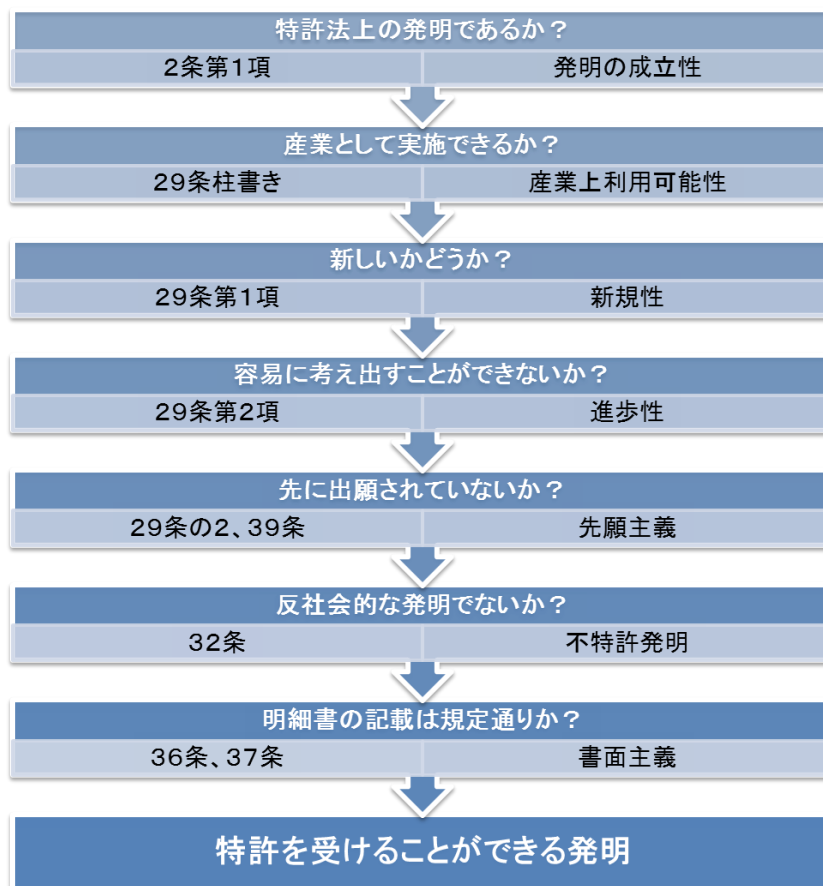 特許法上の発明であるか？
２条第１項 発明の成立性
産業として実施できるか？
29条柱書き 産業上利用可能性
新しいかどうか？
29条第１項 新規性
容易に考え出すことができないか？
29条第２項 進歩性
先に出願されていないか？
29条の２、39条 先願主義
反社会的な発明でないか？
32条 不特許発明
明細書の記載は規定通りか？
36条、37条 書面主義
特許を受けることができる発明